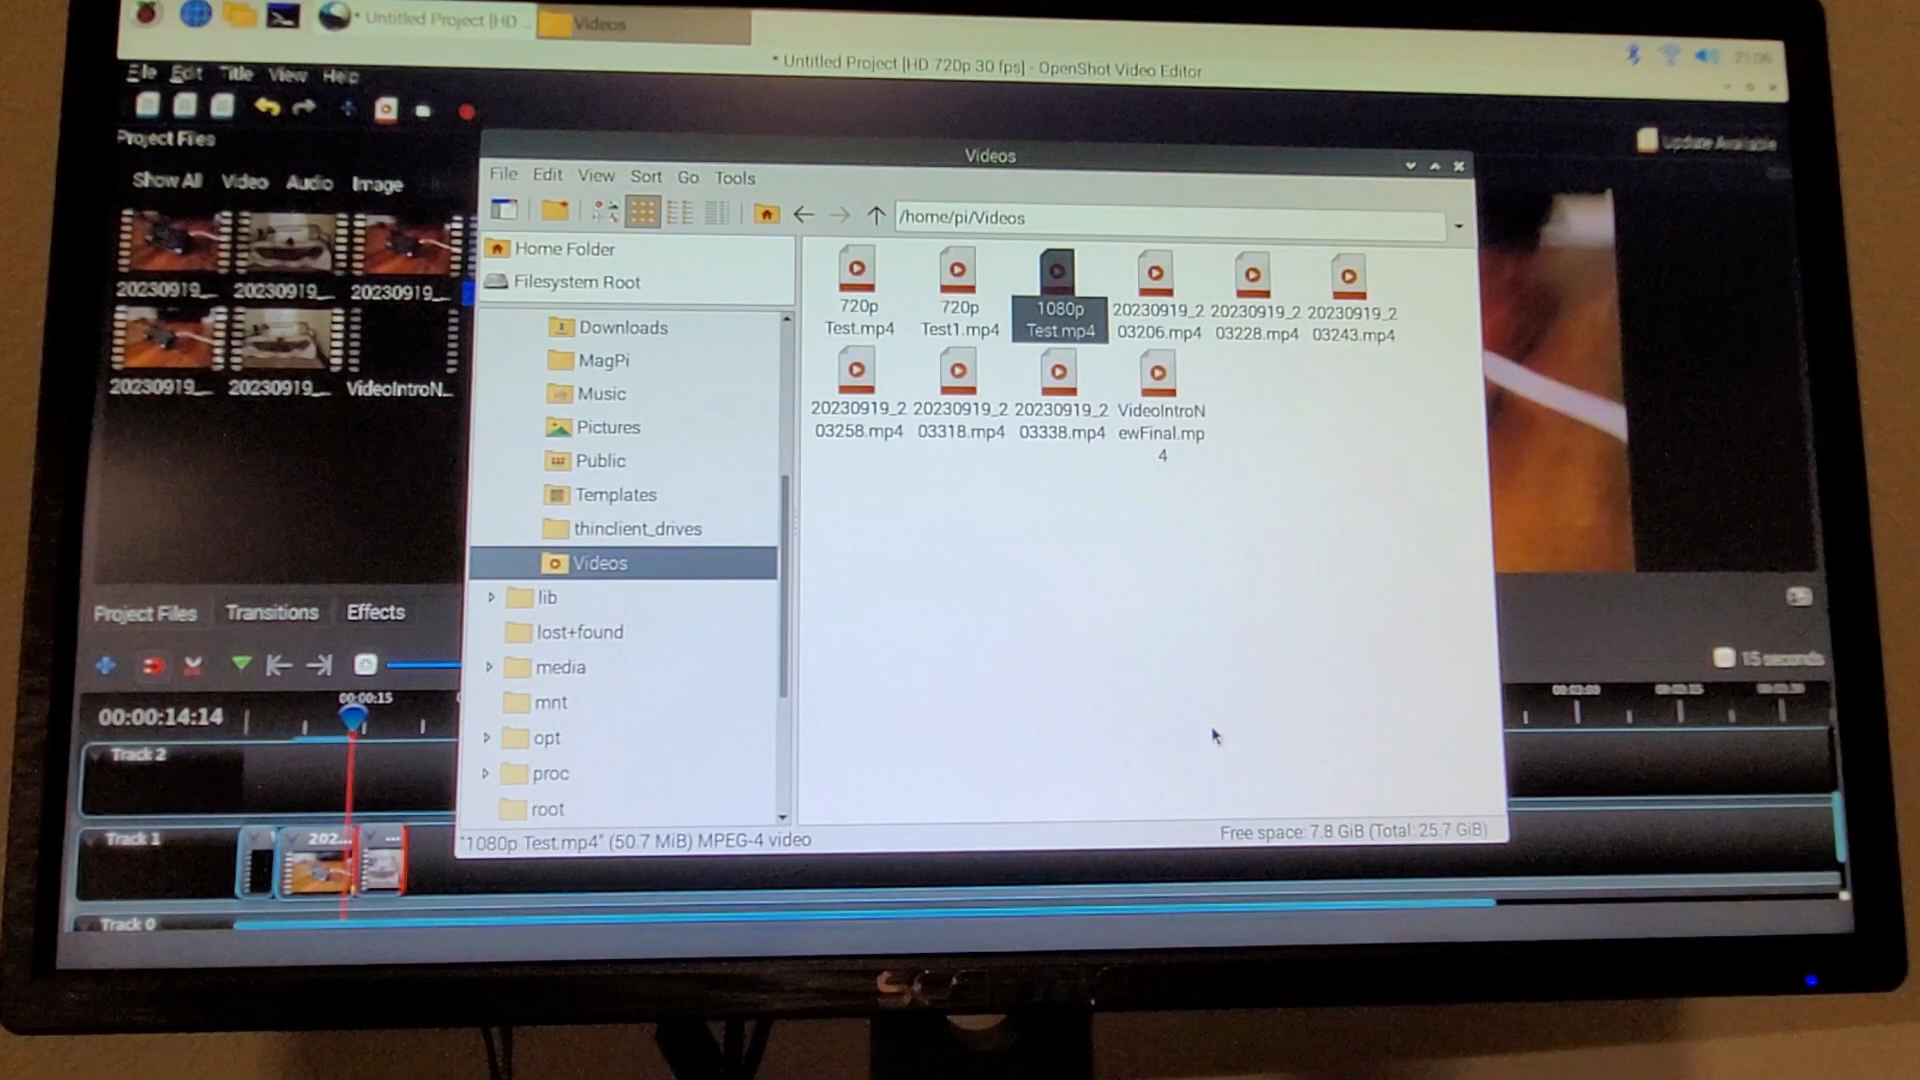 * Untitled Project [HD ...
Videos
21:06
* Untitled Project [HD 720p 30 fps] - OpenShot Video Editor
File Edit Title View Help
Project Files
Update Available
Show All Video Audio Image
20230919_... 20230919_... 20230919_...
20230919_... 20230919_... VideoIntroN...
Videos
File Edit View Sort Go Tools
/home/pi/Videos
Home Folder
Filesystem Root
Downloads
MagPi
Music
Pictures
Public
Templates
thinclient_drives
Videos
lib
lost+found
media
mnt
opt
proc
root
720p
Test.mp4
720p
Test1.mp4
1080p
Test.mp4
20230919_2
03206.mp4
20230919_2
03228.mp4
20230919_2
03243.mp4
20230919_2
03258.mp4
20230919_2
03318.mp4
20230919_2
03338.mp4
VideoIntroN
ewFinal.mp
4
"1080p Test.mp4" (50.7 MiB) MPEG-4 video
Free space: 7.8 GiB (Total: 25.7 GiB)
Project Files Transitions Effects
15 seconds
00:00:14:14
00:00:15
Track 2
Track 1
202...
...
Track 0